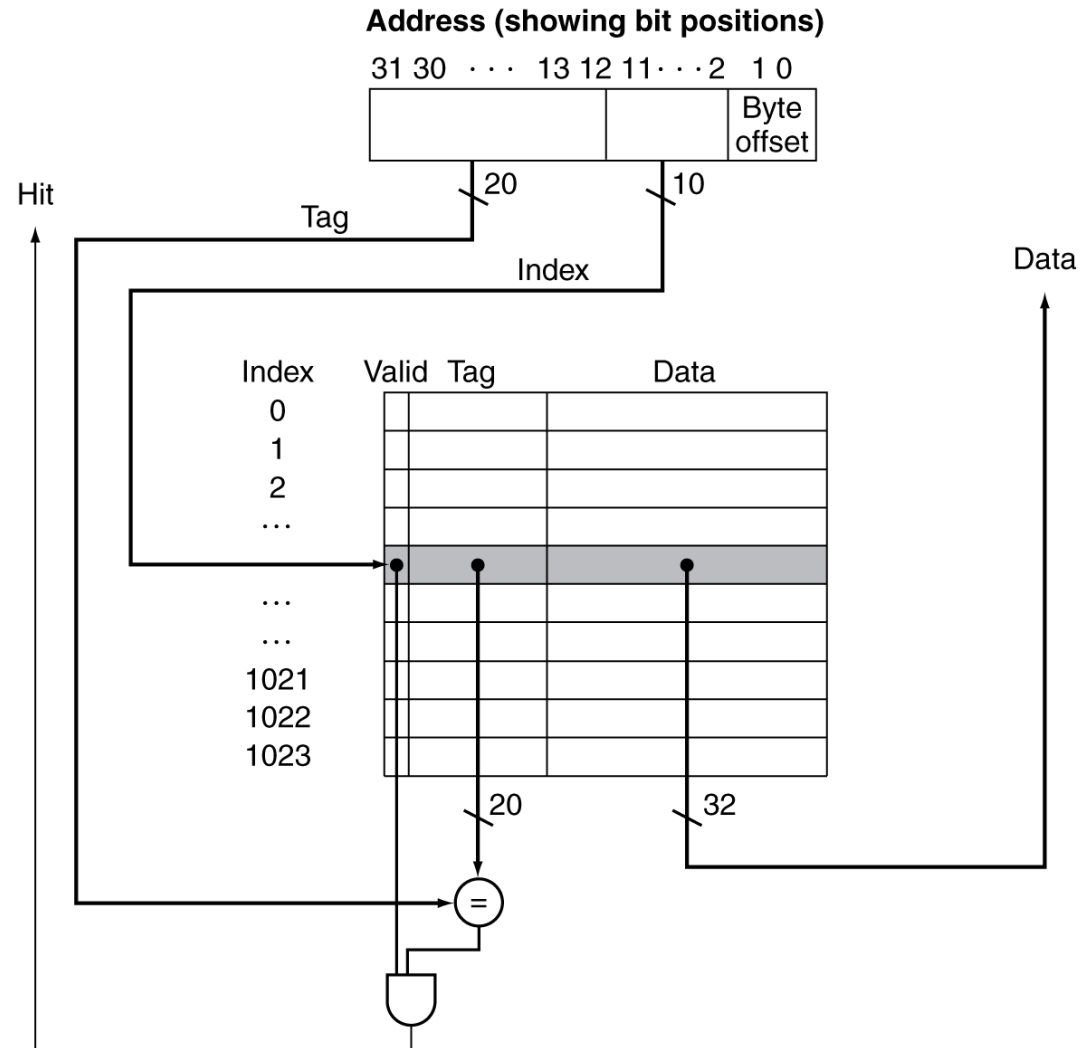 Address (showing bit positions)
31 30 · · · 13 12 11 · · · 2 1 0
Byte
offset
20 10
Hit
Tag
Index
Data
Index Valid Tag Data
0
1
2
· · ·
· · ·
· · ·
1021
1022
1023
20 32
=